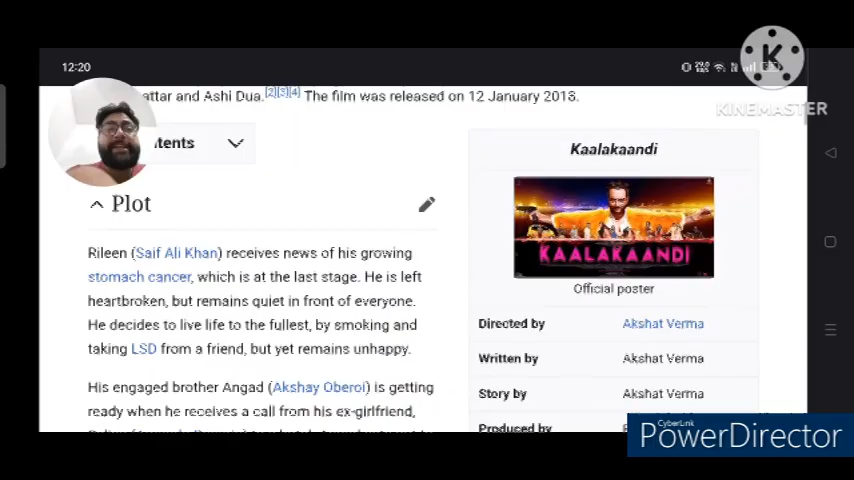 12:20
KINEMASTER
attar and Ashi Dua.[2][3][4] The film was released on 12 January 2018.
tents
Plot
Rileen (Saif Ali Khan) receives news of his growing
stomach cancer, which is at the last stage. He is left
heartbroken, but remains quiet in front of everyone.
He decides to live life to the fullest, by smoking and
taking LSD from a friend, but yet remains unhappy.
His engaged brother Angad (Akshay Oberoi) is getting
ready when he receives a call from his ex-girlfriend,
Kaalakaandi
KAALAKAANDI
Official poster
Directed by Akshat Verma
Written by Akshat Verma
Story by Akshat Verma
Produced by
CyberLink
PowerDirector